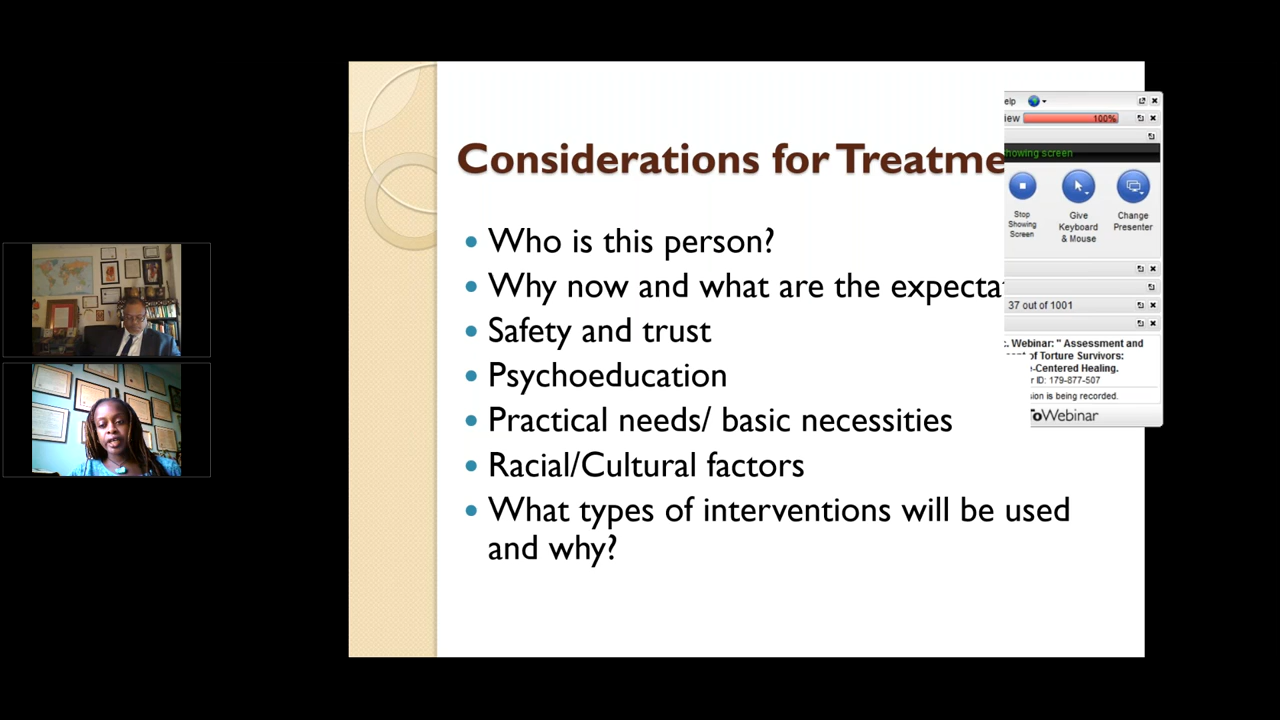 Considerations for Treatme
Who is this person?
Why now and what are the expecta
Safety and trust
Psychoeducation
Practical needs/ basic necessities
Racial/Cultural factors
What types of interventions will be used
and why?
elp
iew 100%
howing screen
Stop
Showing
Screen
Give
Keyboard
& Mouse
Change
Presenter
37 out of 1001
: Webinar: " Assessment and
of Torture Survivors:
e-Centered Healing.
r ID: 179-877-507
ion is being recorded.
ToWebinar